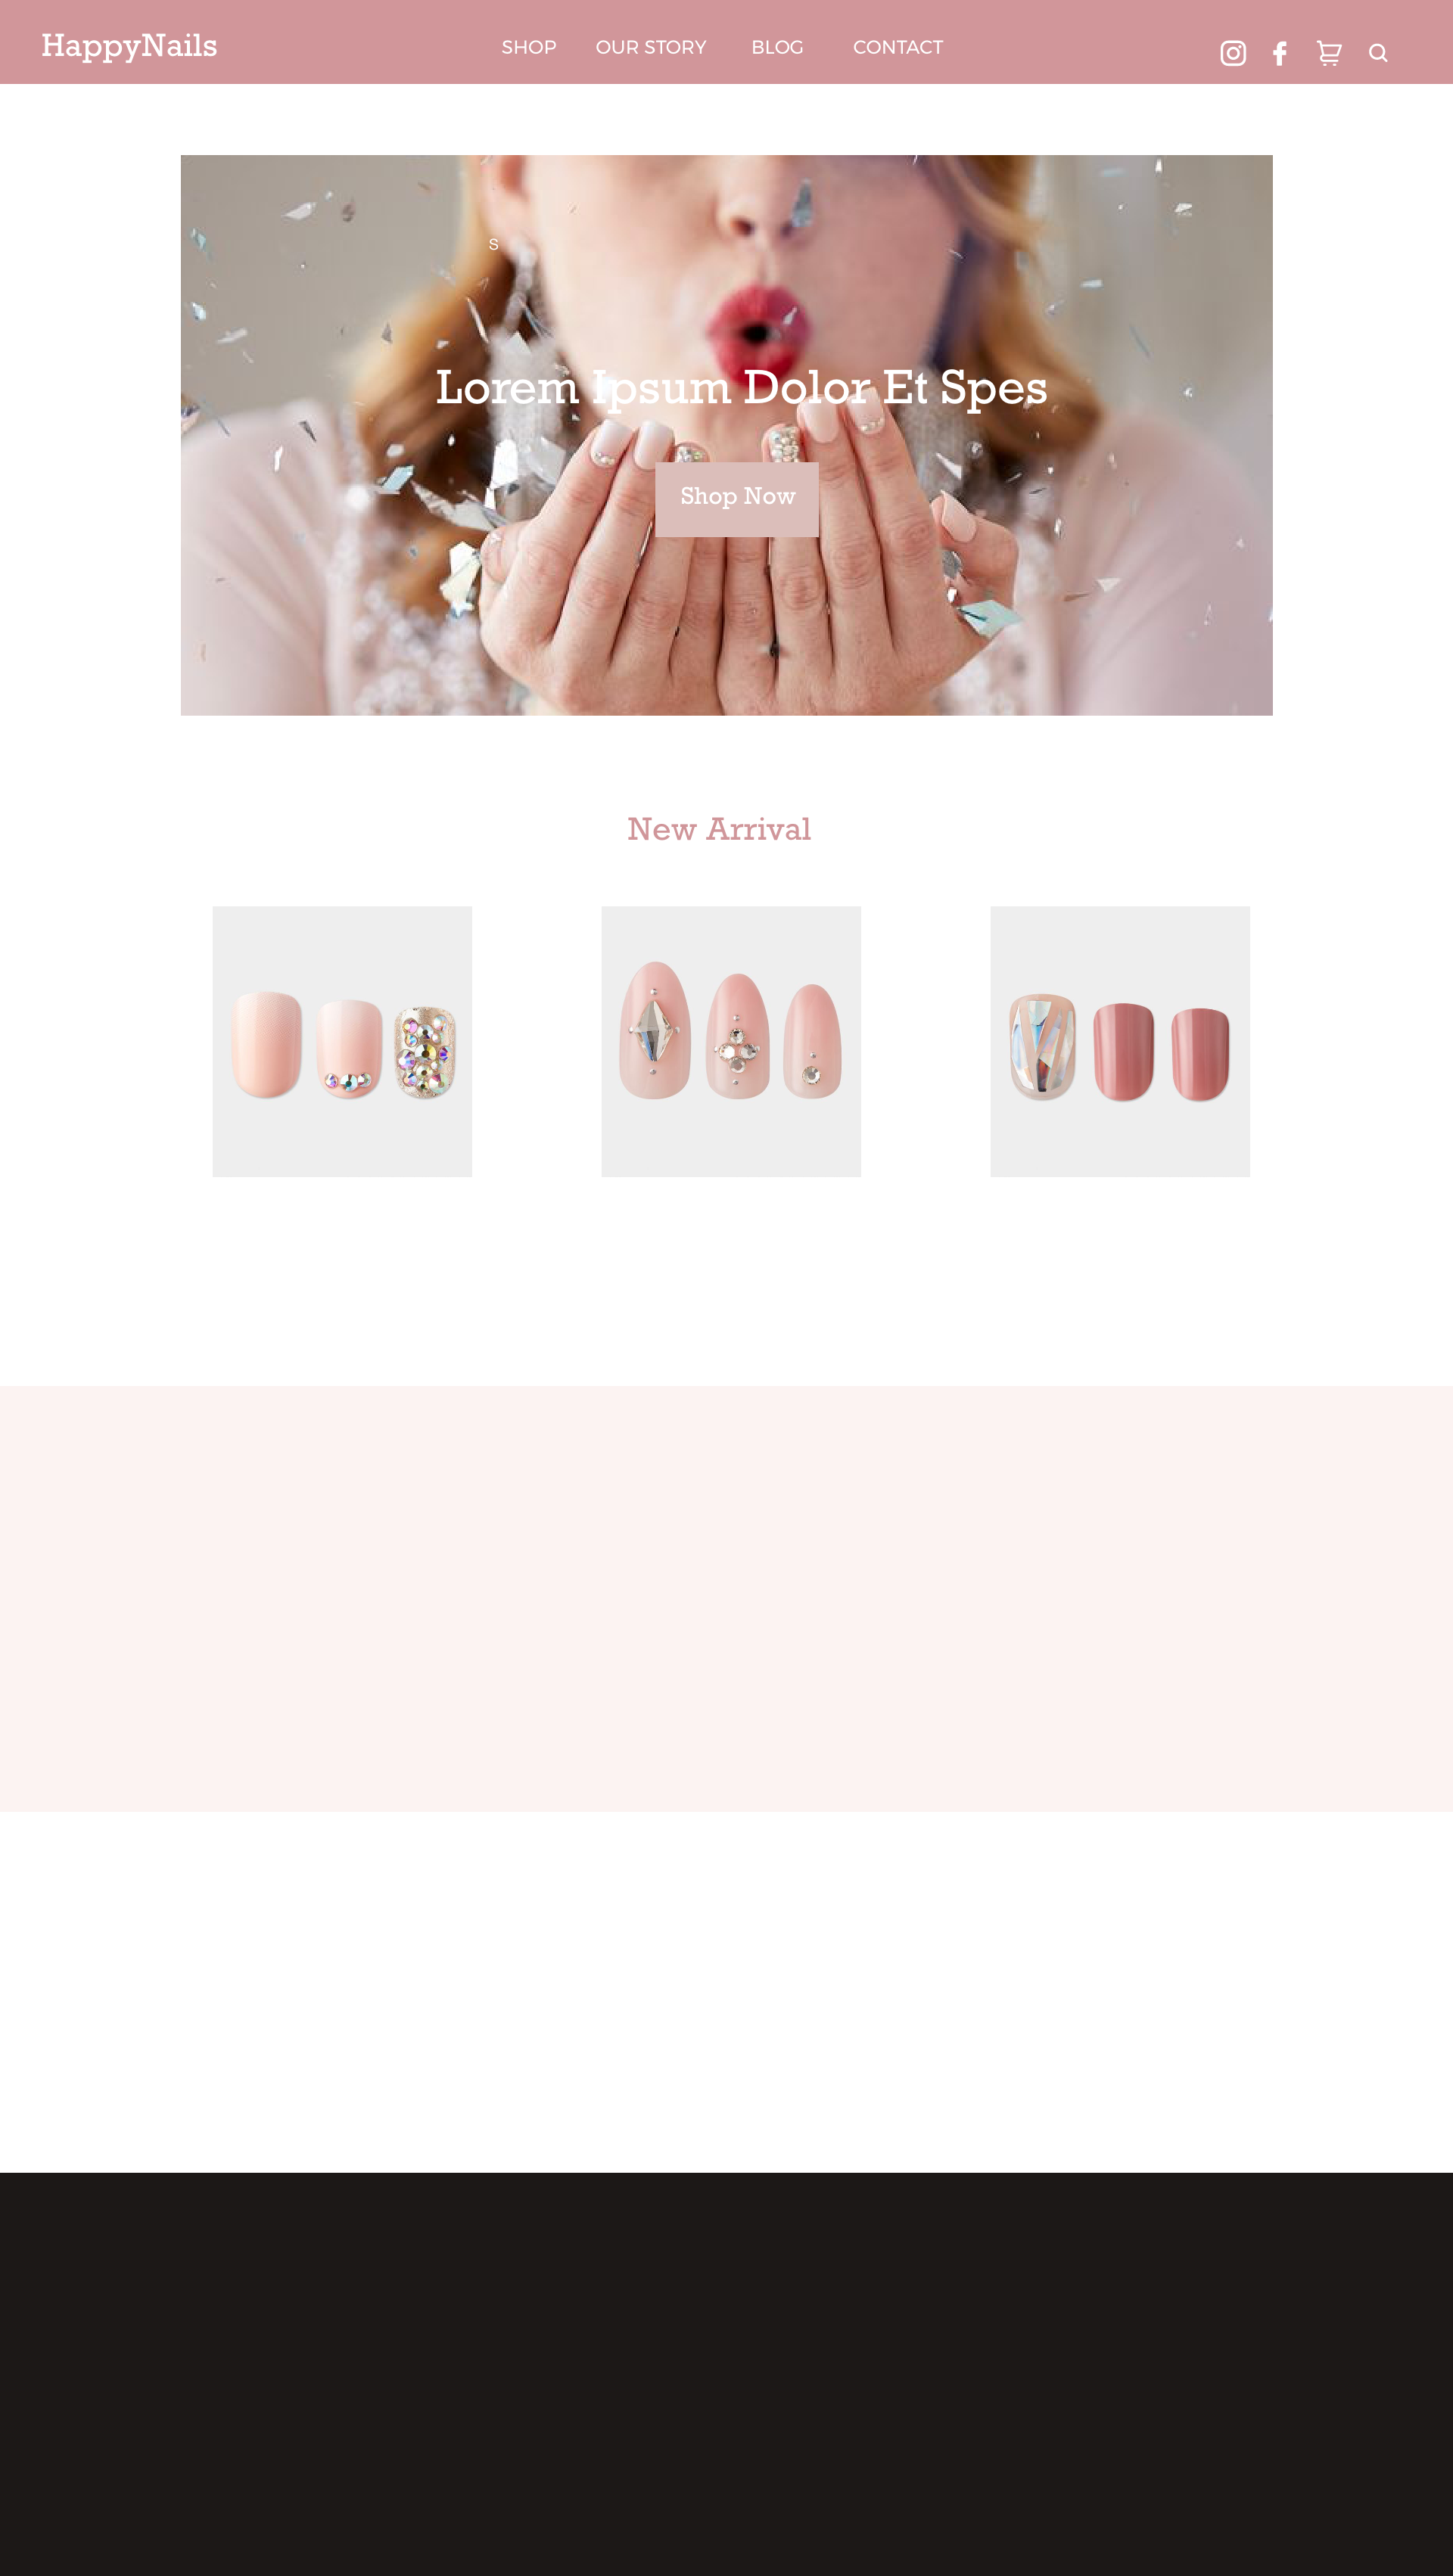 HappyNails
SHOP OUR STORY BLOG CONTACT
S
Lorem Ipsum Dolor Et Spes
Shop Now
New Arrival